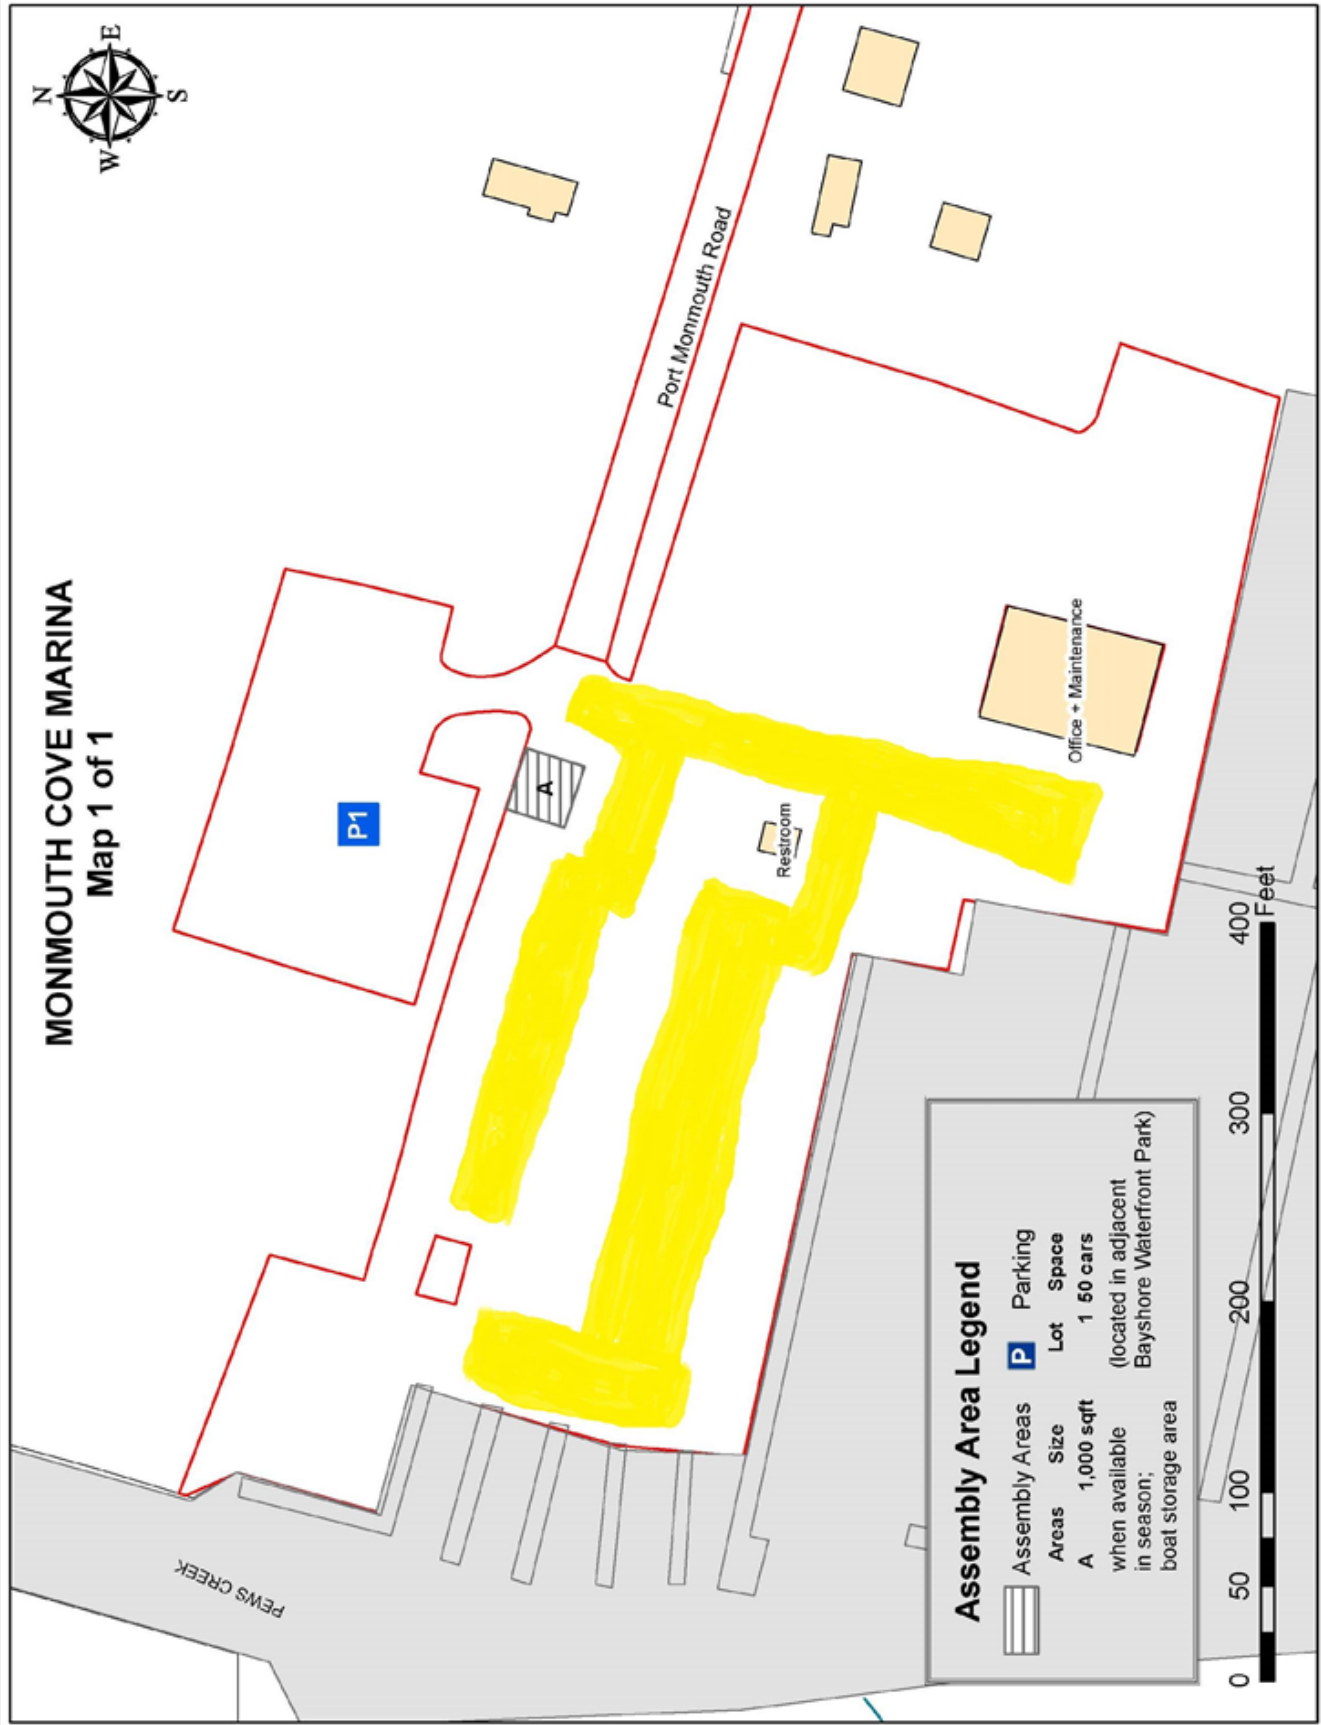 MONMOUTH COVE MARINA
Map 1 of 1
N
E
S
W
P1
A
Port Monmouth Road
Restroom
Office + Maintenance
PEWS CREEK
Assembly Area Legend
Assembly Areas
Areas Size
A 1,000 sqft
when available
in season;
boat storage area
P Parking
Lot Space
1 50 cars
(located in adjacent
Bayshore Waterfront Park)
0 50 100 200 300 400
Feet